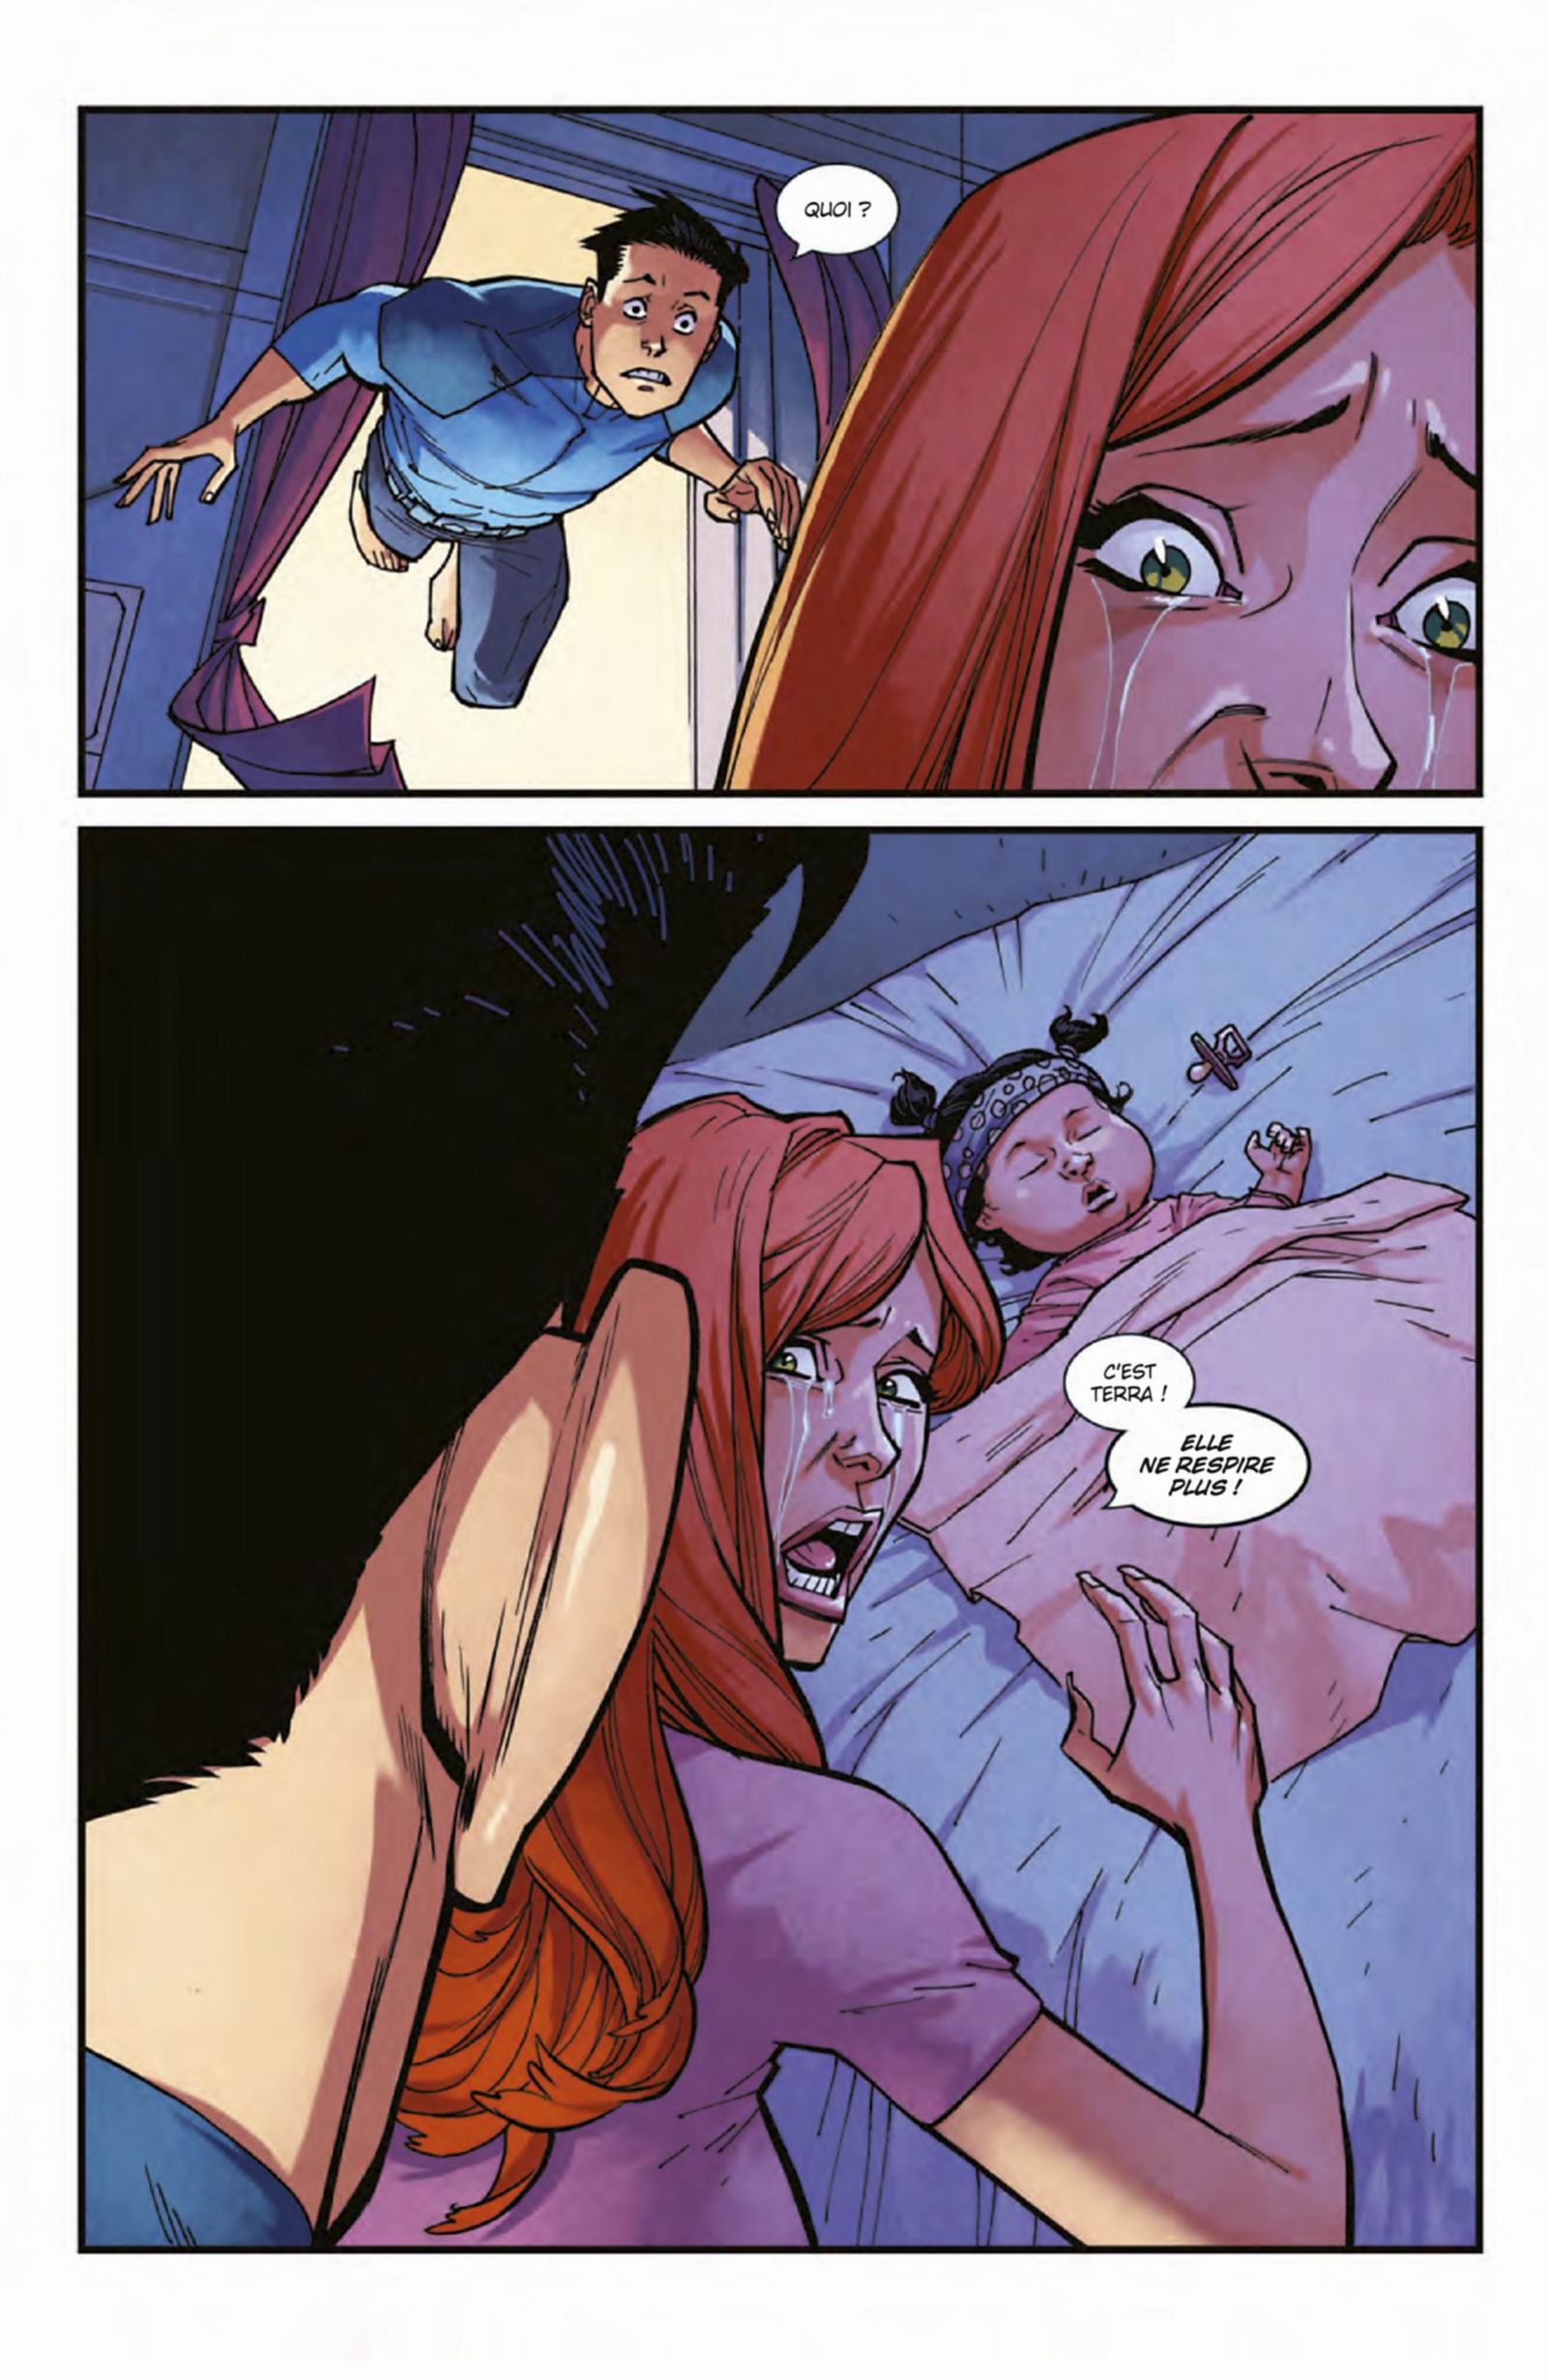 QUOI ?
C'EST
TERRA !
ELLE
NE RESPIRE
PLUS !